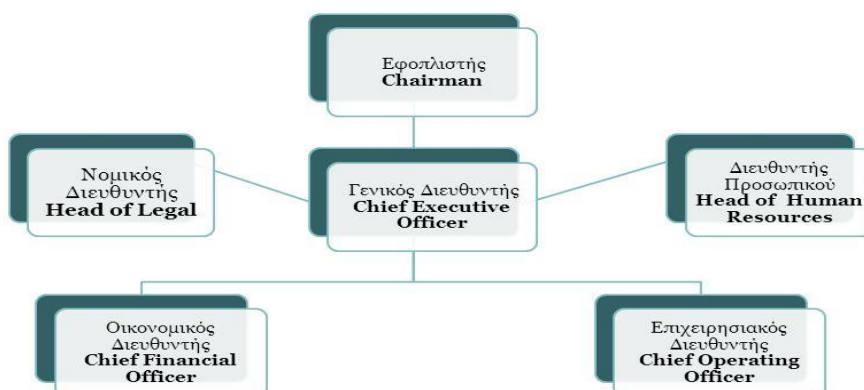 Εφοπλιστής
Chairman
Νομικός
Διευθυντής
Head of Legal
Γενικός Διευθυντής
Chief Executive
Officer
Διευθυντής
Προσωπικού
Head of Human
Resources
Οικονομικός
Διευθυντής
Chief Financial
Officer
Επιχειρησιακός
Διευθυντής
Chief Operating
Officer